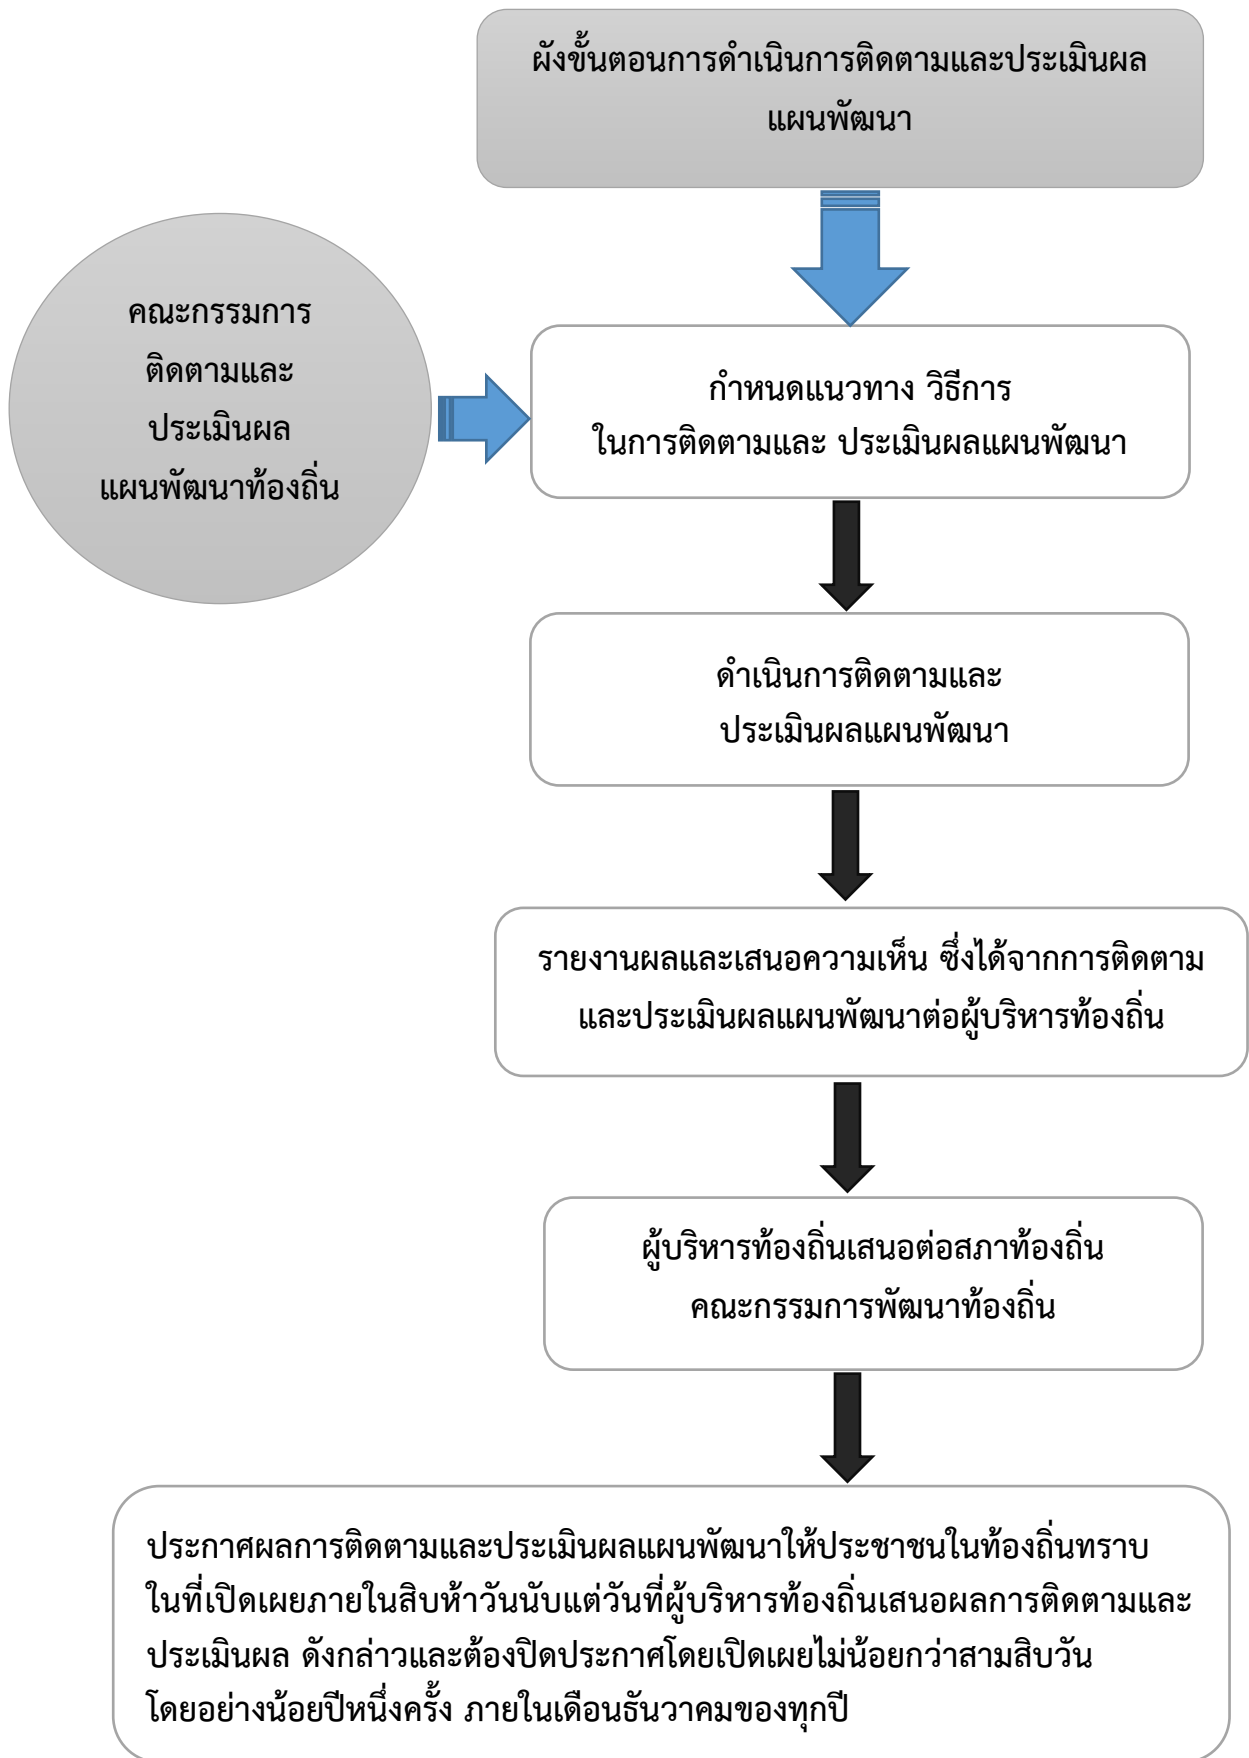 ผังขั้นตอนการดำเนินการติดตามและประเมินผล
แผนพัฒนา
คณะกรรมการ
ติดตามและ
ประเมินผล
แผนพัฒนาท้องถิ่น
กำหนดแนวทาง วิธีการ
ในการติดตามและ ประเมินผลแผนพัฒนา
ดำเนินการติดตามและ
ประเมินผลแผนพัฒนา
รายงานผลและเสนอความเห็น ซึ่งได้จากการติดตาม
และประเมินผลแผนพัฒนาต่อผู้บริหารท้องถิ่น
ผู้บริหารท้องถิ่นเสนอต่อสภาท้องถิ่น
คณะกรรมการพัฒนาท้องถิ่น
ประกาศผลการติดตามและประเมินผลแผนพัฒนาให้ประชาชนในท้องถิ่นทราบ
ในที่เปิดเผยภายในสิบห้าวันนับแต่วันที่ผู้บริหารท้องถิ่นเสนอผลการติดตามและ
ประเมินผล ดังกล่าวและต้องปิดประกาศโดยเปิดเผยไม่น้อยกว่าสามสิบวัน
โดยอย่างน้อยปีหนึ่งครั้ง ภายในเดือนธันวาคมของทุกปี